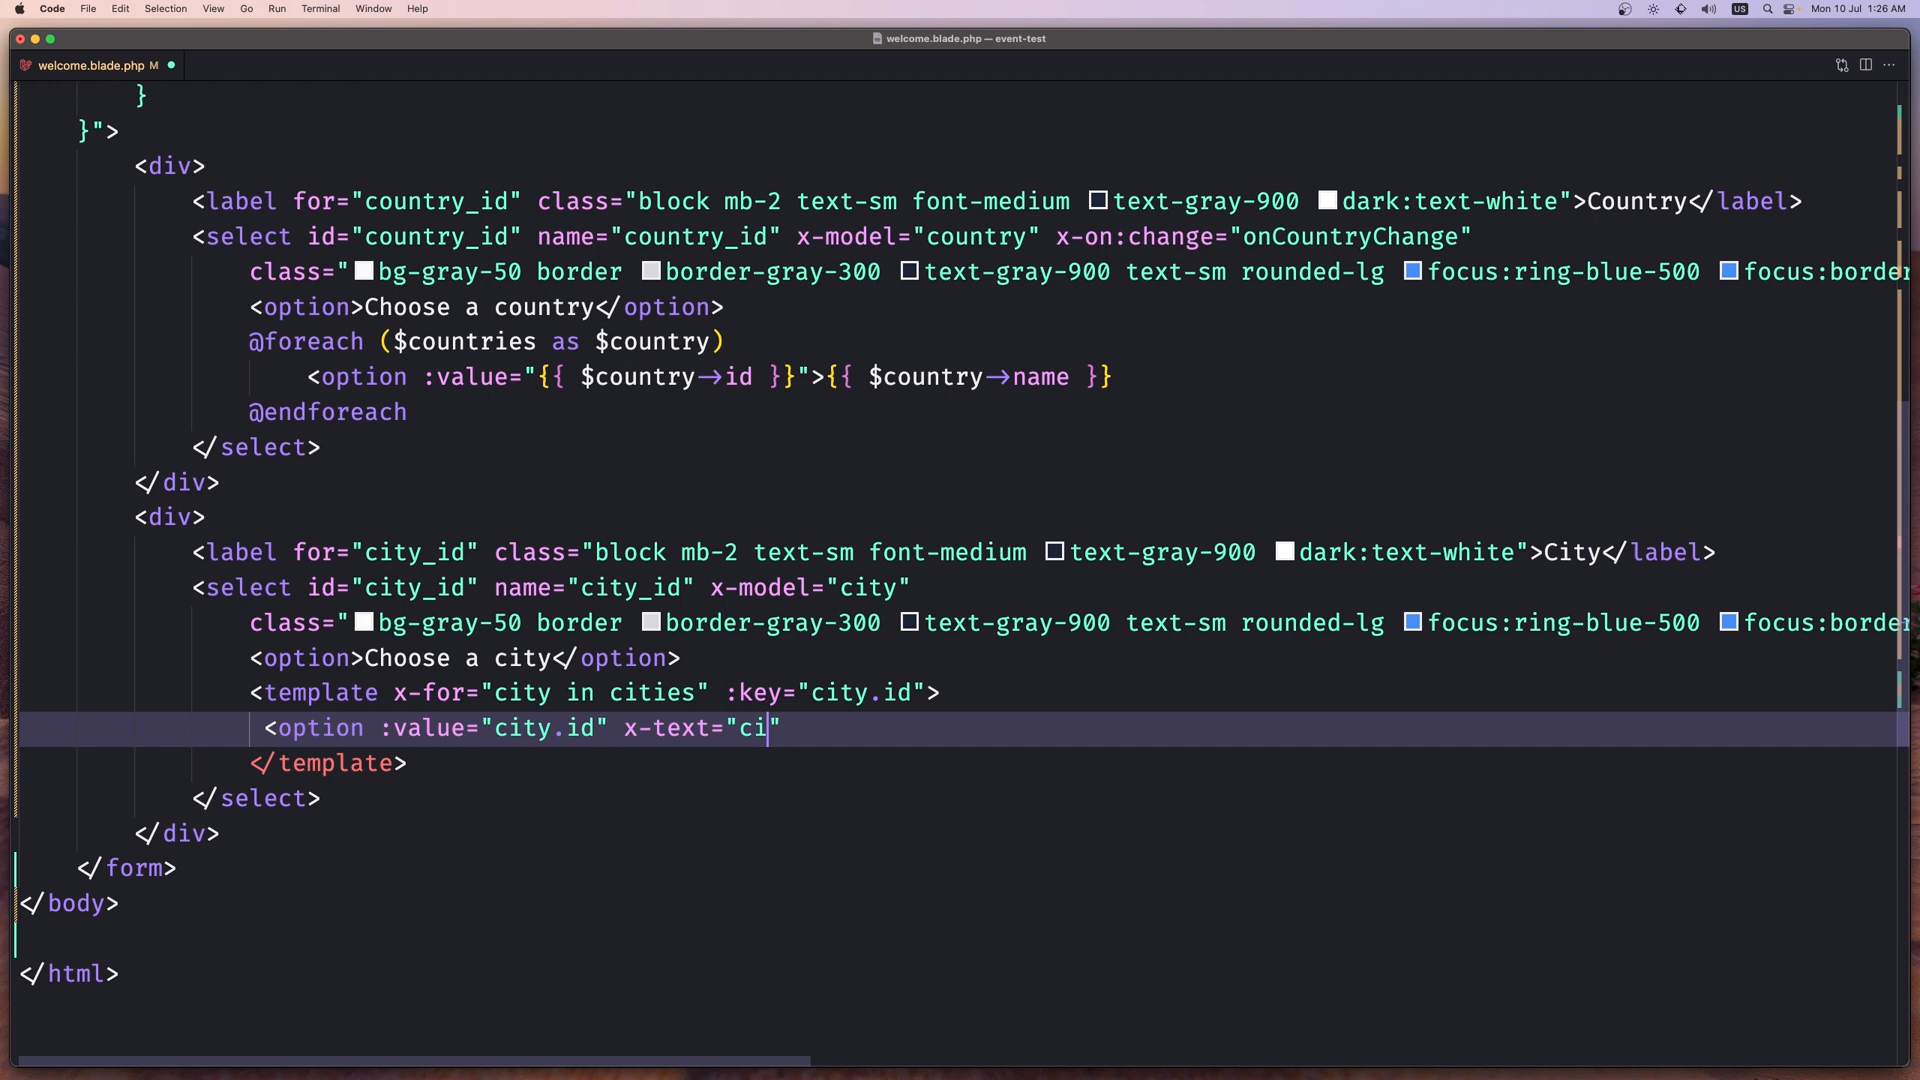 Code File Edit Selection View Go Run Terminal Window Help US Mon 10 Jul 1:26 AM
welcome.blade.php — event-test
welcome.blade.php M
}
}">
<div>
<label for="country_id" class="block mb-2 text-sm font-medium text-gray-900 dark:text-white">Country</label>
<select id="country_id" name="country_id" x-model="country" x-on:change="onCountryChange"
class="bg-gray-50 border border-gray-300 text-gray-900 text-sm rounded-lg focus:ring-blue-500 focus:border
<option>Choose a country</option>
@foreach ($countries as $country)
<option :value="{{ $country->id }}">{{ $country->name }}
@endforeach
</select>
</div>
<div>
<label for="city_id" class="block mb-2 text-sm font-medium text-gray-900 dark:text-white">City</label>
<select id="city_id" name="city_id" x-model="city"
class="bg-gray-50 border border-gray-300 text-gray-900 text-sm rounded-lg focus:ring-blue-500 focus:border
<option>Choose a city</option>
<template x-for="city in cities" :key="city.id">
<option :value="city.id" x-text="ci"
</template>
</select>
</div>
</form>
</body>
</html>